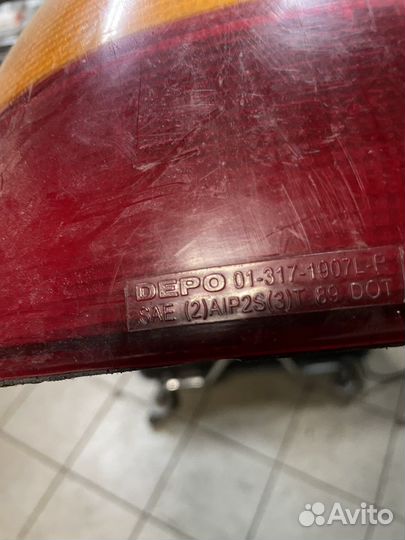 DEPO 01-317-1907L-P
SAE (2)AIP2S(3)T 89 DOT
Avito